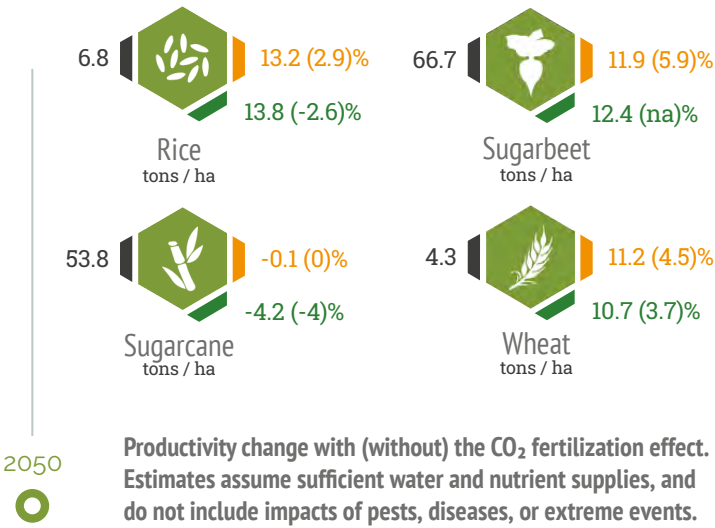 6.8
13.2 (2.9)%
13.8 (-2.6)%
Rice
tons / ha
66.7
11.9 (5.9)%
12.4 (na)%
Sugarbeet
tons / ha
53.8
-0.1 (0)%
-4.2 (-4)%
Sugarcane
tons / ha
4.3
11.2 (4.5)%
10.7 (3.7)%
Wheat
tons / ha
2050
Productivity change with (without) the CO₂ fertilization effect.
Estimates assume sufficient water and nutrient supplies, and
do not include impacts of pests, diseases, or extreme events.